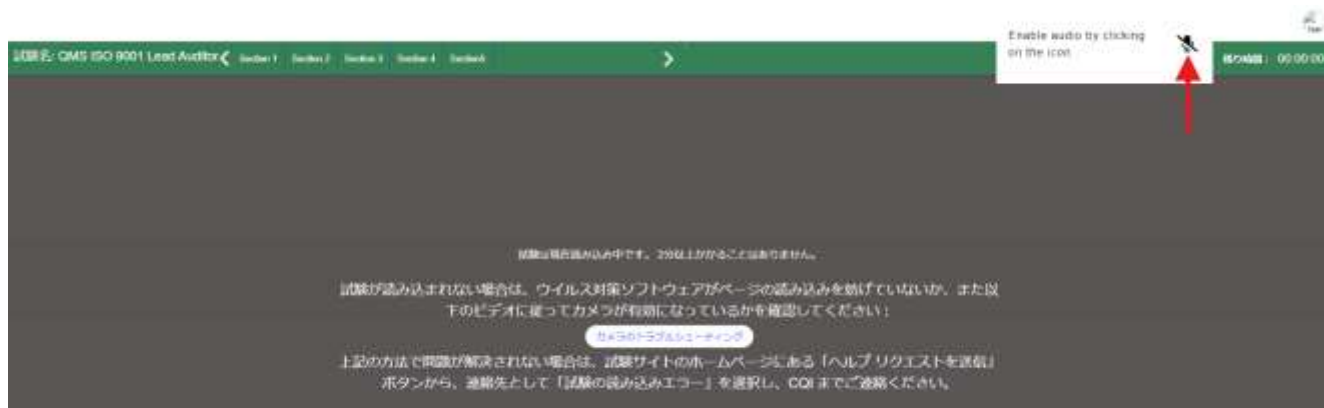 Enable audio by clicking
on the icon
試験名: QMS ISO 9001 Lead Auditor
Section 1 Section 2 Section 3 Section 4 Section5
残り時間： 00:00:00
試験は現在読み込み中です。2分以上かかることはありません。
試験が読み込まれない場合は、ウイルス対策ソフトウェアがページの読み込みを妨げていないか、また以
下のビデオに従ってカメラが有効になっているかを確認してください：
カメラのトラブルシューティング
上記の方法で問題が解決されない場合は、試験サイトのホームページにある「ヘルプ リクエストを送信」
ボタンから、連絡先として「試験の読み込みエラー」を選択し、CQI までご連絡ください。